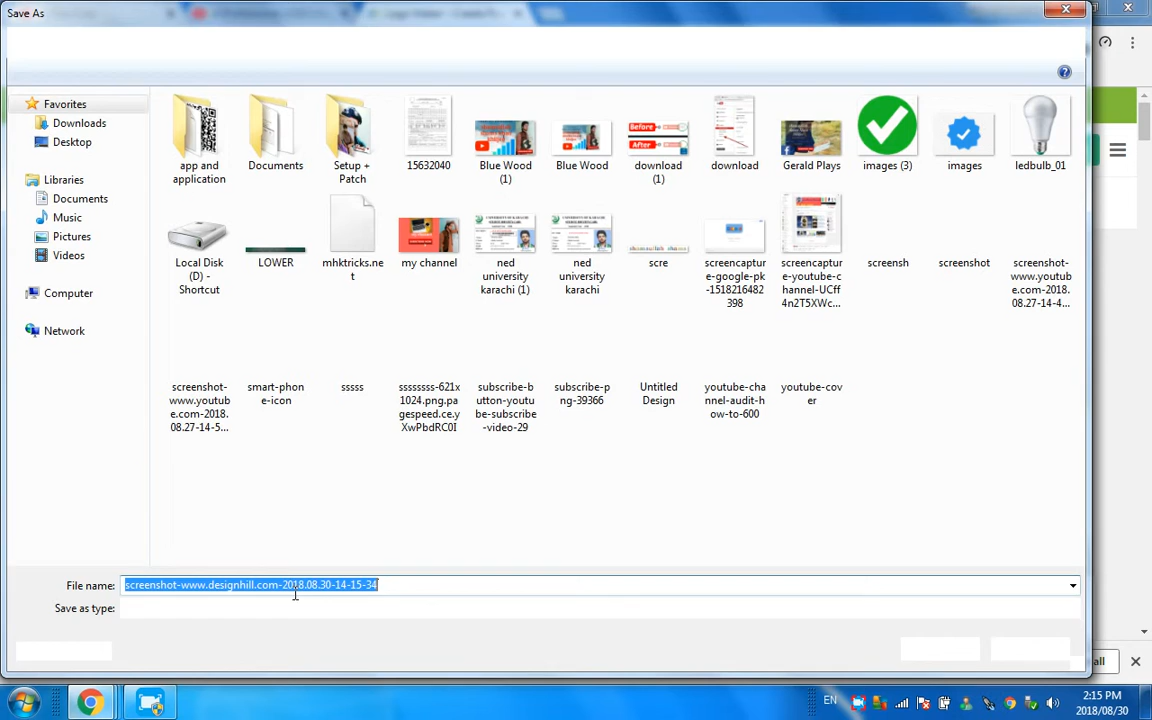 Save As
Favorites
Downloads
Desktop
Libraries
Documents
Music
Pictures
Videos
Computer
Network
app and
application
Documents
Setup +
Patch
15632040
Blue Wood
(1)
Blue Wood
download
(1)
download
Gerald Plays
images (3)
images
ledbulb_01
Local Disk
(D) -
Shortcut
LOWER
mhktricks.ne
t
my channel
ned
university
karachi (1)
ned
university
karachi
scre
screencaptur
e-google-pk
-1518216482
398
screencaptur
e-youtube-c
hannel-UCff
4n2T5XWc...
screensh
screenshot
screenshot-
www.youtub
e.com-2018.
08.27-14-4...
screenshot-
www.youtub
e.com-2018.
08.27-14-5...
smart-phon
e-icon
sssss
ssssssss-621x
1024.png.pa
gespeed.ce.y
XwPbdRC0I
subscribe-b
utton-youtu
be-subscribe
-video-29
subscribe-p
ng-39366
Untitled
Design
youtube-cha
nnel-audit-h
ow-to-600
youtube-cov
er
File name: screenshot-www.designhill.com-2018.08.30-14-15-34
Save as type:
all
EN
2:15 PM
2018/08/30